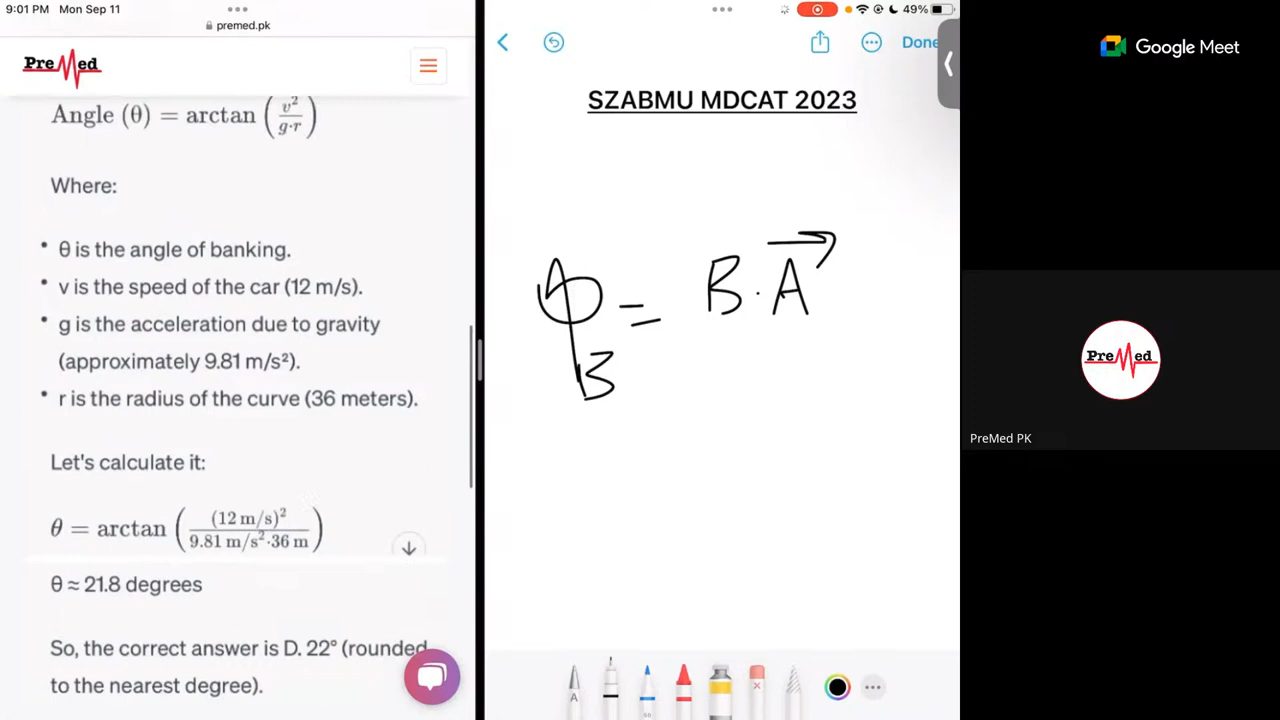 9:01 PM Mon Sep 11
premed.pk
49%
PreMed
Done
Google Meet
Angle (θ) = arctan (v²/g·r)
Where:
• θ is the angle of banking.
• v is the speed of the car (12 m/s).
• g is the acceleration due to gravity
(approximately 9.81 m/s²).
• r is the radius of the curve (36 meters).
Let's calculate it:
θ = arctan ((12 m/s)²/9.81 m/s²·36 m)
θ ≈ 21.8 degrees
So, the correct answer is D. 22° (rounded
to the nearest degree).
SZABMU MDCAT 2023
Φ_B = B·A⃗
PreMed
PreMed PK